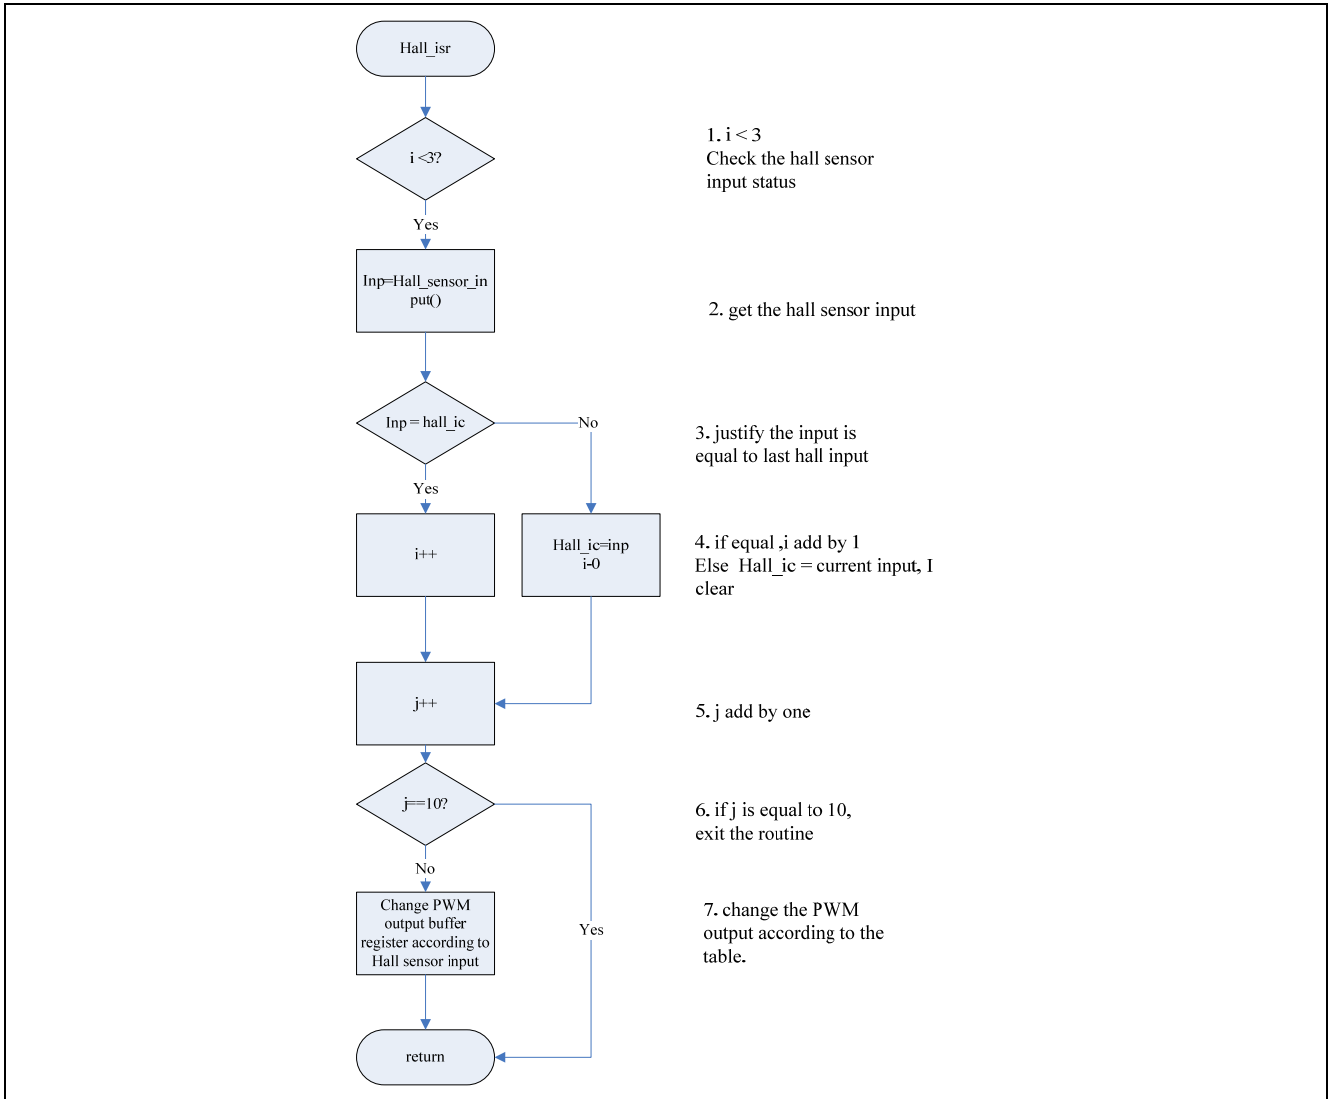 Hall_isr
i <3?
1. i < 3
Check the hall sensor
input status
Yes
Inp=Hall_sensor_in
put()
2. get the hall sensor input
Inp = hall_ic
No
3. justify the input is
equal to last hall input
Yes
i++
Hall_ic=inp
i-0
4. if equal ,i add by 1
Else Hall_ic = current input, I
clear
j++
5. j add by one
j==10?
6. if j is equal to 10,
exit the routine
No
Change PWM
output buffer
register according to
Hall sensor input
Yes
7. change the PWM
output according to the
table.
return